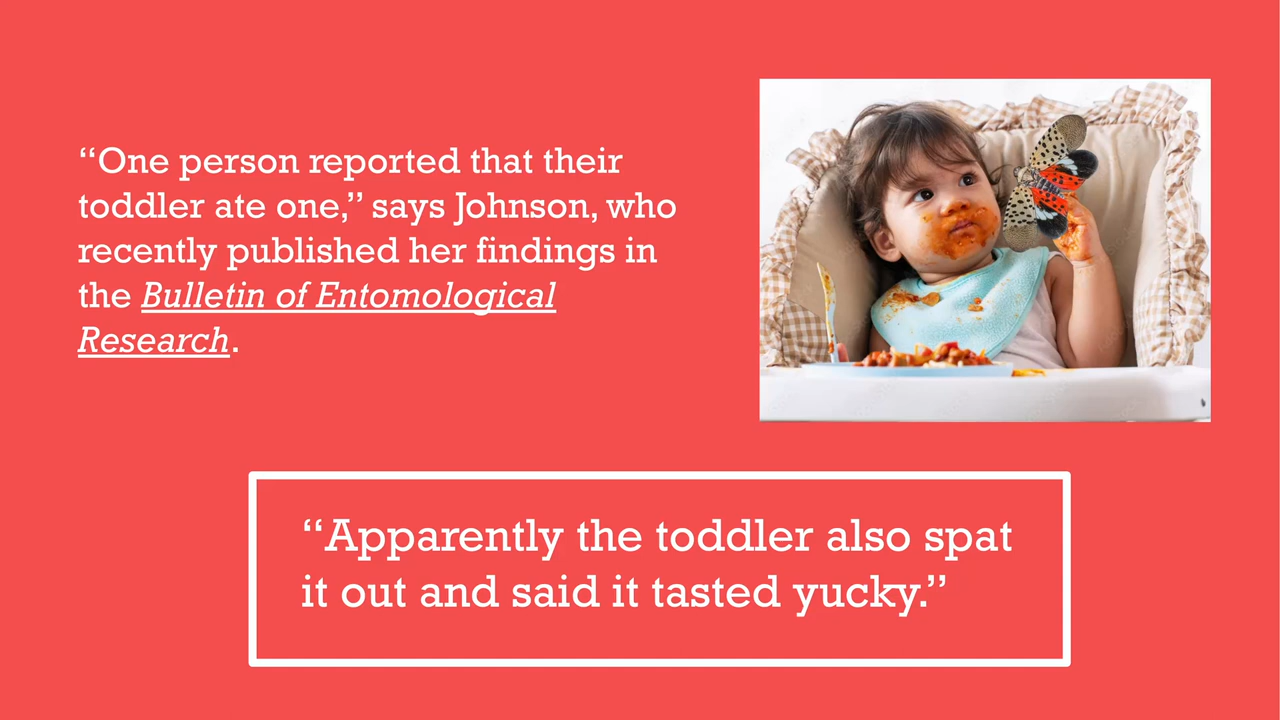 “One person reported that their
toddler ate one,” says Johnson, who
recently published her findings in
the Bulletin of Entomological
Research.
“Apparently the toddler also spat
it out and said it tasted yucky.”